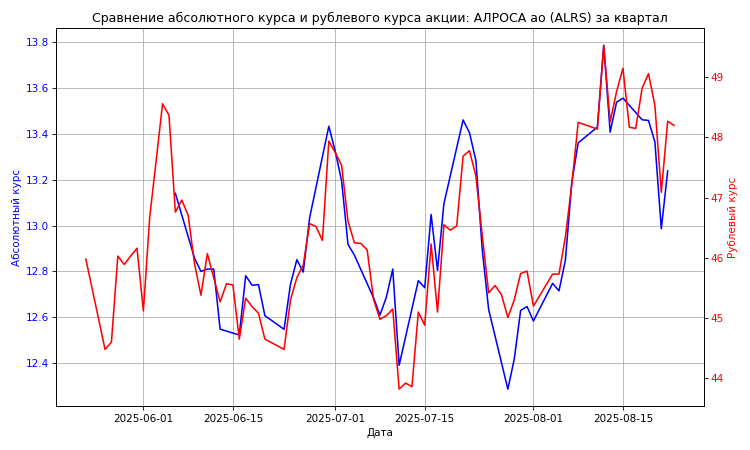 Сравнение абсолютного курса и рублевого курса акции: АЛРОСА ао (ALRS) за квартал
13.8
13.6
13.4
13.2
13.0
12.8
12.6
12.4
Абсолютный курс
49
48
47
46
45
44
Рублевый курс
2025-06-01 2025-06-15 2025-07-01 2025-07-15 2025-08-01 2025-08-15
Дата